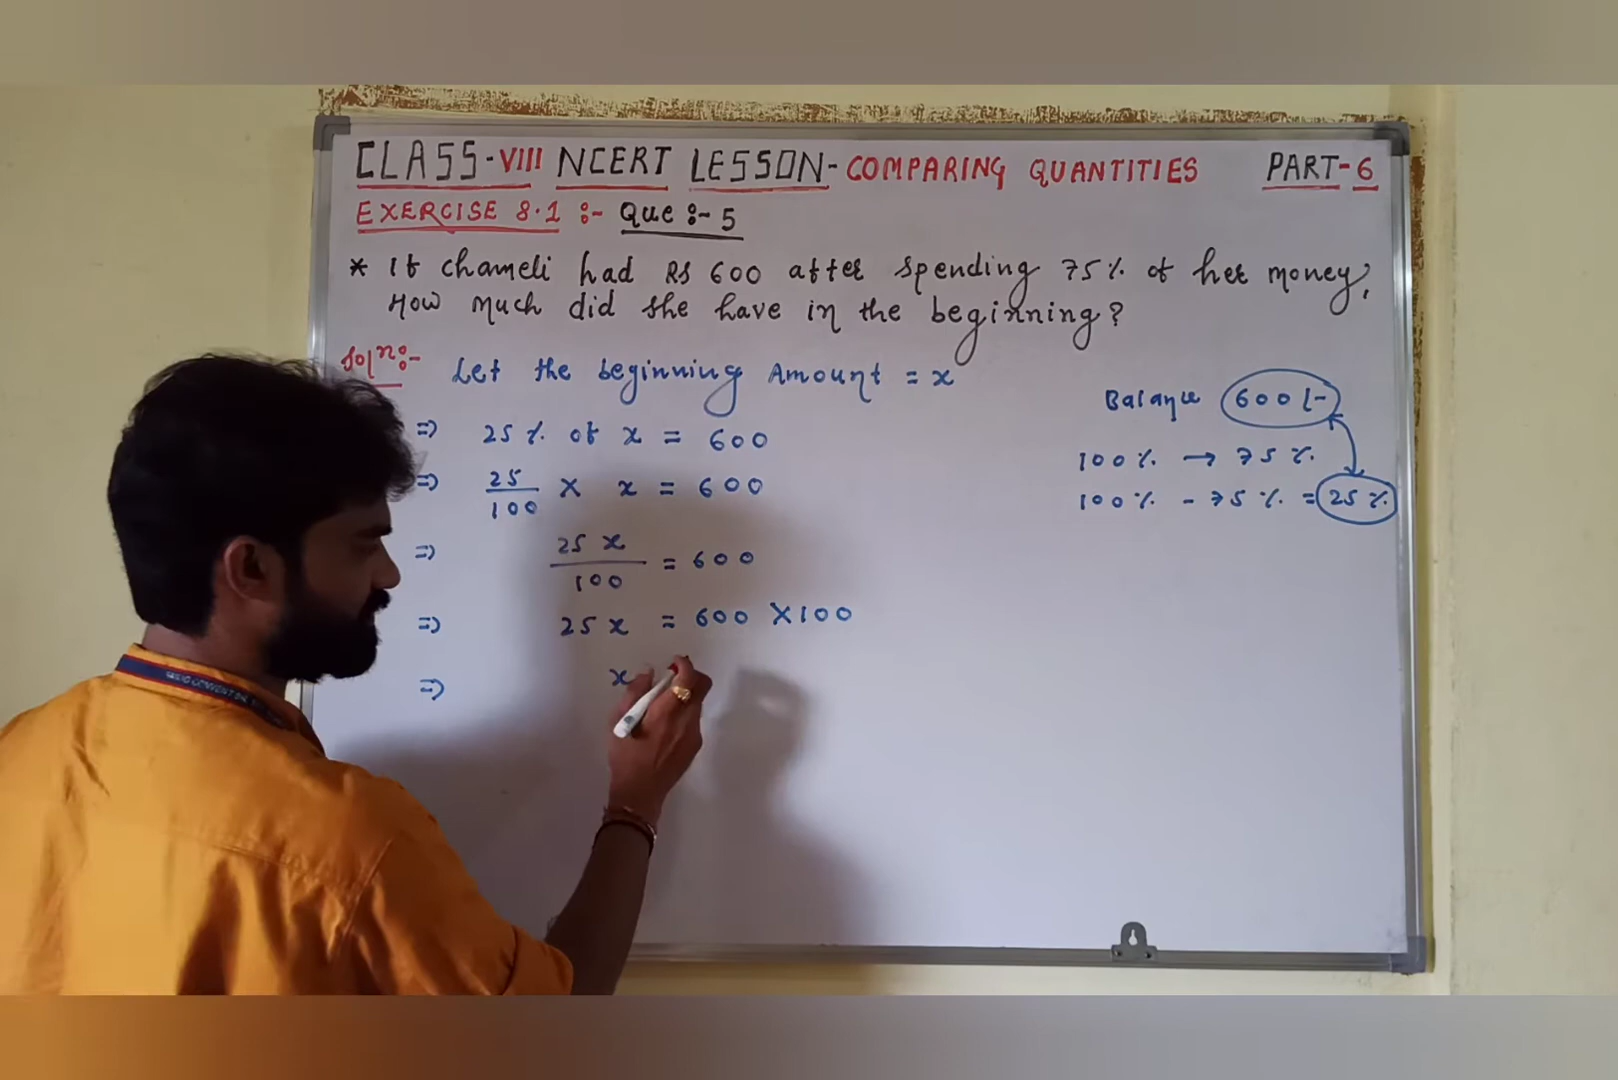 CLASS-VIII NCERT LESSON- COMPARING QUANTITIES PART-6
EXERCISE 8.1 :- Que :- 5
* If chameli had Rs 600 after spending 75% of her money,
How much did she have in the beginning?
Soln:- Let the beginning Amount = x
=> 25% of x = 600
=> 25/100 × x = 600
=> 25x/100 = 600
=> 25x = 600 ×100
=> x
Balance 600/-
100% → 75%
100% - 75% = 25%